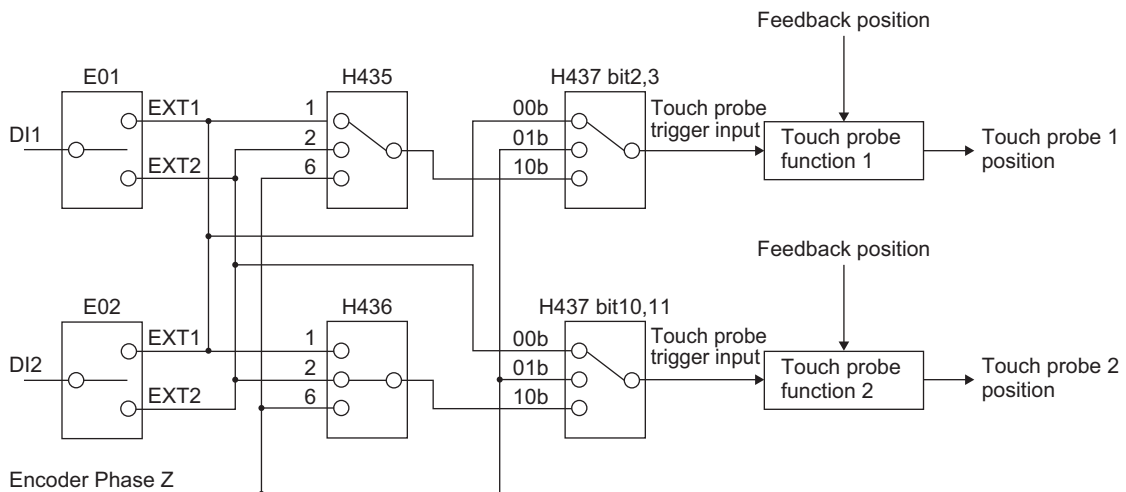 Feedback position
E01
H435
H437 bit2,3
EXT1
1
00b
Touch probe
trigger input
DI1
2
01b
Touch probe
function 1
Touch probe 1
position
EXT2
6
10b
Feedback position
E02
H436
H437 bit10,11
EXT1
1
00b
Touch probe
trigger input
DI2
2
01b
Touch probe
function 2
Touch probe 2
position
EXT2
6
10b
Encoder Phase Z